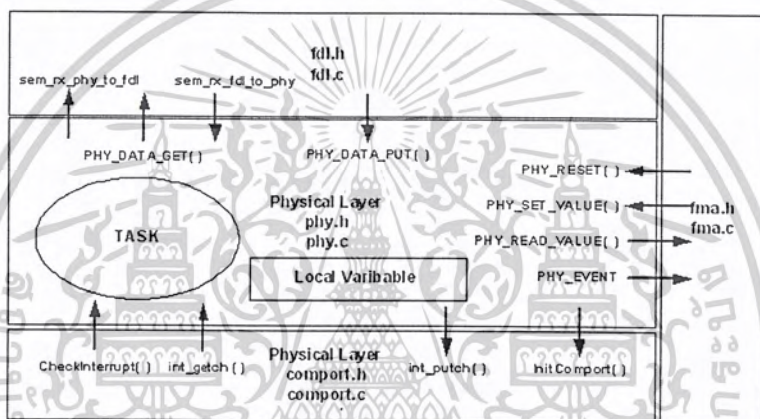 fdl.h
fdl.c
sem_rx_phy_to_fdl
sem_rx_fdl_to_phy
PHY_DATA_GET( )
PHY_DATA_PUT( )
PHY_RESET( )
PHY_SET_VALUE( )
PHY_READ_VALUE( )
PHY_EVENT
fma.h
fma.c
TASK
Physical Layer
phy.h
phy.c
Local Varibable
CheckInterrupt( )
int_getch( )
Physical Layer
comport.h
comport.c
int_putch( )
InitComport( )